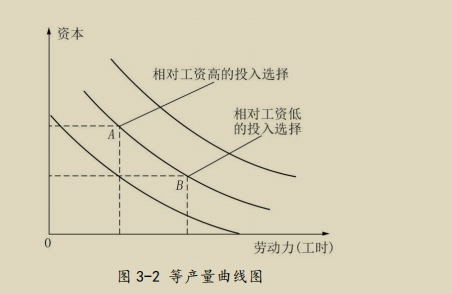 资本
相对工资高的投入选择
相对工资低
的投入选择
A
B
0
劳动力(工时)
图 3-2 等产量曲线图